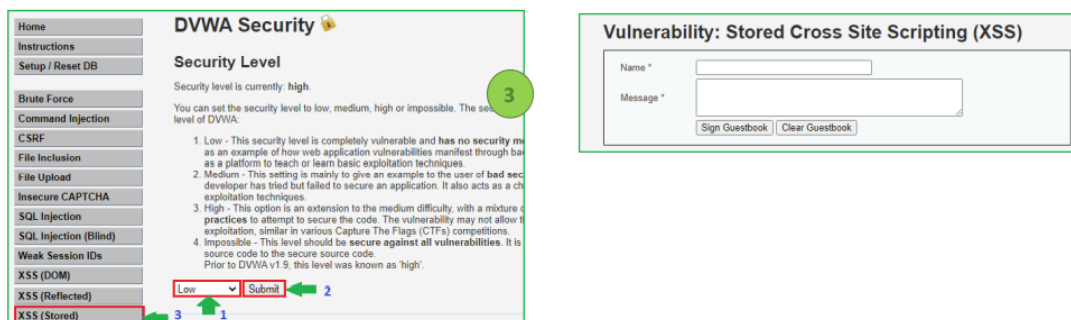 Home
Instructions
Setup / Reset DB
Brute Force
Command Injection
CSRF
File Inclusion
File Upload
Insecure CAPTCHA
SQL Injection
SQL Injection (Blind)
Weak Session IDs
XSS (DOM)
XSS (Reflected)
XSS (Stored)
DVWA Security
Security Level
Security level is currently: high.
You can set the security level to low, medium, high or impossible. The
level of DVWA:
1. Low - This security level is completely vulnerable and has no security
as an example of how web application vulnerabilities manifest through
as a platform to teach or learn basic exploitation techniques.
2. Medium - This setting is mainly to give an example to the user of bad
developer has tried but failed to secure an application. It also acts as a
exploitation techniques.
3. High - This option is an extension to the medium difficulty, with a mixture
practices to attempt to secure the code. The vulnerability may not allow
exploitation, similar in various Capture The Flags (CTFs) competitions.
4. Impossible - This level should be secure against all vulnerabilities. It is
source code to the secure source code.
Prior to DVWA v1.9, this level was known as 'high'.
Low Submit 2
3 1
3
Vulnerability: Stored Cross Site Scripting (XSS)
Name *
Message *
Sign Guestbook Clear Guestbook